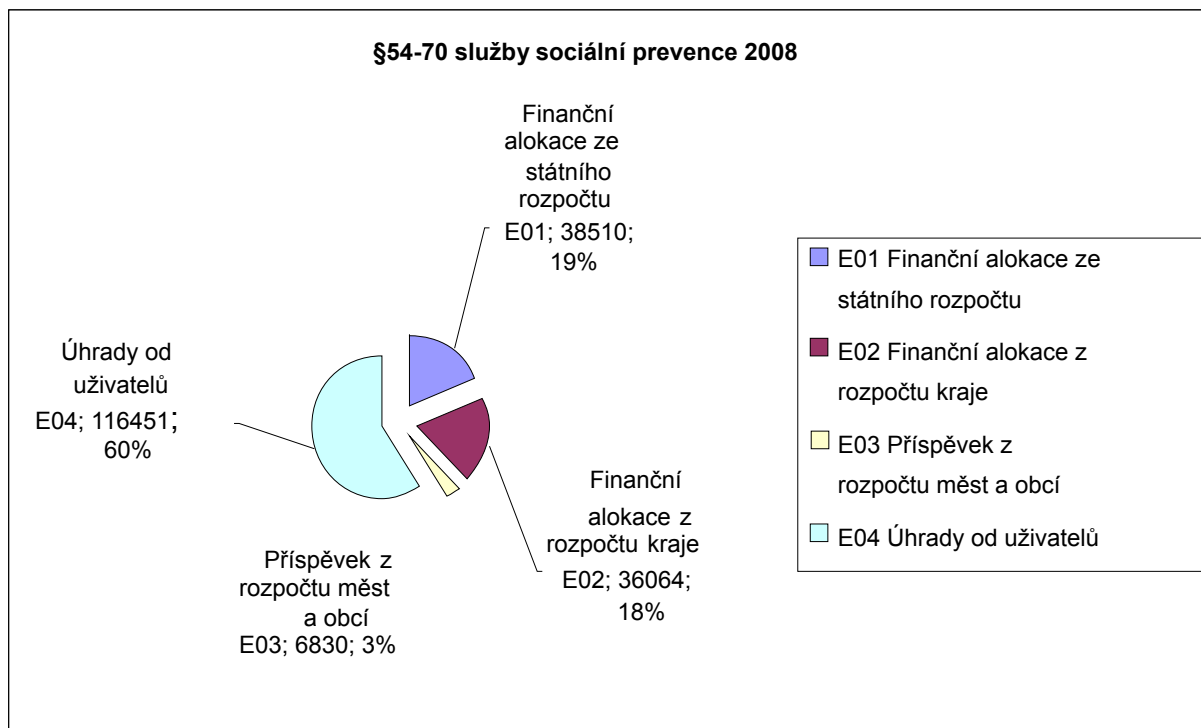 §54-70 služby sociální prevence 2008
Finanční
alokace ze
státního
rozpočtu
E01; 38510;
19%
Úhrady od
uživatelů
E04; 116451;
60%
Finanční
alokace z
rozpočtu kraje
E02; 36064;
18%
Příspěvek z
rozpočtu měst
a obcí
E03; 6830; 3%
E01 Finanční alokace ze
státního rozpočtu
E02 Finanční alokace z
rozpočtu kraje
E03 Příspěvek z
rozpočtu měst a obcí
E04 Úhrady od uživatelů